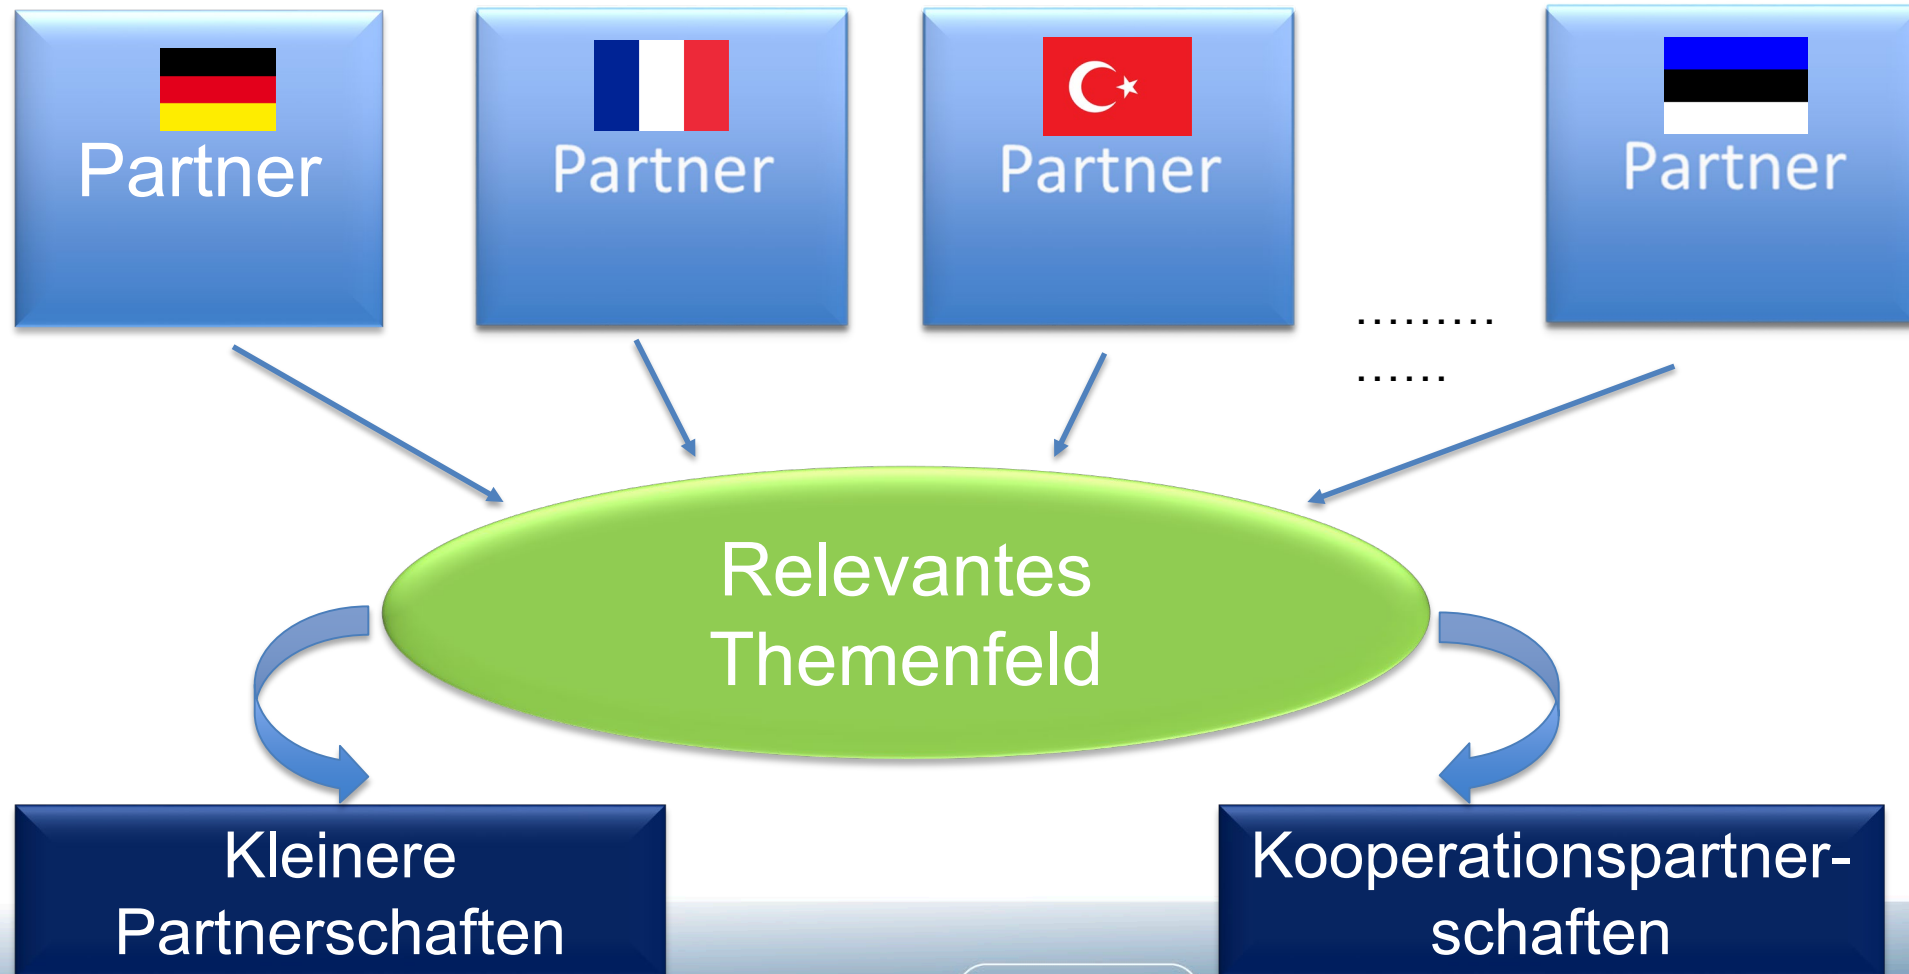 Partner
Partner
Partner
Partner
.........
......
Relevantes
Themenfeld
Kleinere
Partnerschaften
Kooperationspartner-
schaften